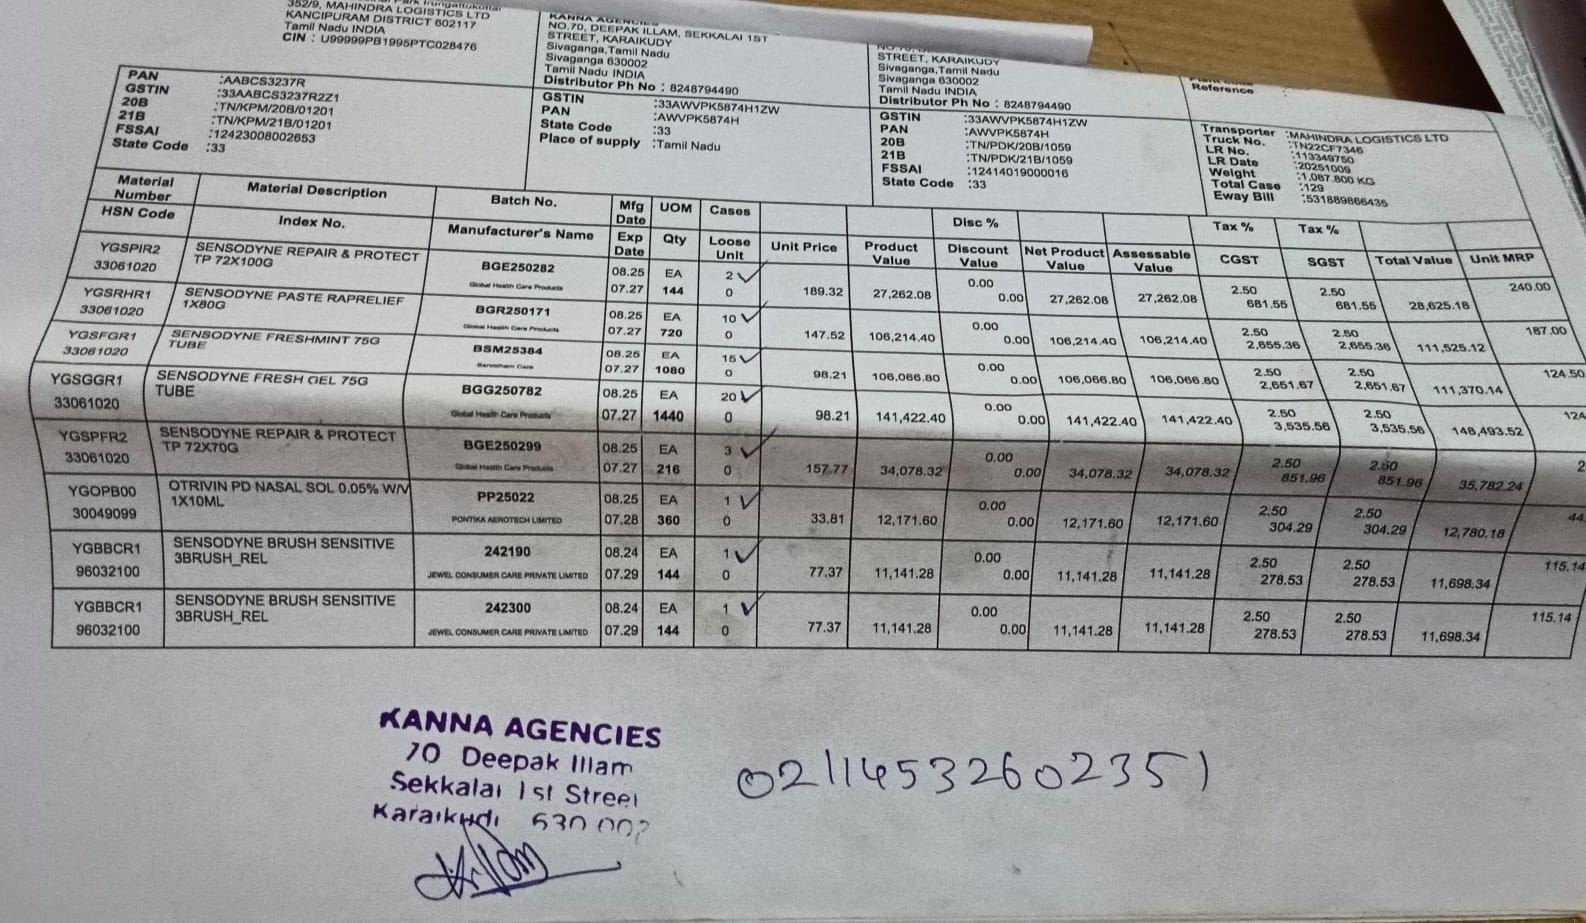 352/9, MAHINDRA LOGISTICS LTD
KANCIPURAM DISTRICT 602117
Tamil Nadu INDIA
CIN : U99999PB1995PTC028476
KANNA AGENCIES
NO.70, DEEPAK ILLAM, SEKKALAI 1ST
STREET, KARAIKUDY
Sivaganga,Tamil Nadu
Sivaganga 630002
Tamil Nadu INDIA
Distributor Ph No : 8248794490
STREET, KARAIKUDY
Sivaganga,Tamil Nadu
Sivaganga 630002
Tamil Nadu INDIA
Distributor Ph No : 8248794490
Reference :
PAN :AABCS3237R
GSTIN :33AABCS3237R2Z1
20B :TN/KPM/20B/01201
21B :TN/KPM/21B/01201
FSSAI :12423008002653
State Code :33
GSTIN :33AWVPK5874H1ZW
PAN :AWVPK5874H
State Code :33
Place of supply :Tamil Nadu
GSTIN :33AWVPK5874H1ZW
PAN :AWVPK5874H
20B :TN/PDK/20B/1059
21B :TN/PDK/21B/1059
FSSAI :12414019000016
State Code :33
Transporter :MAHINDRA LOGISTICS LTD
Truck No. :TN22CF7346
LR No. :113349750
LR Date :20251009
Weight :1,087.800 KG
Total Case :129
Eway Bill :531889866435
Material Number Material Description Batch No. Mfg Date UOM Cases Disc % Tax % Tax %
HSN Code Index No. Manufacturer's Name Exp Date Qty Loose Unit Unit Price Product Value Discount Value Net Product Value Assessable Value CGST SGST Total Value Unit MRP
YGSPIR2 SENSODYNE REPAIR & PROTECT TP 72X100G BGE250282 08.25 EA 2 0.00 2.50 2.50 240.00
33061020 Global Health Care Products 07.27 144 0 189.32 27,262.08 0.00 27,262.08 27,262.08 681.55 681.55 28,625.18
YGSRHR1 SENSODYNE PASTE RAPRELIEF 1X80G BGR250171 08.25 EA 10 0.00 2.50 2.50 187.00
33061020 Global Health Care Products 07.27 720 0 147.52 106,214.40 0.00 106,214.40 106,214.40 2,655.36 2,655.36 111,525.12
YGSFGR1 SENSODYNE FRESHMINT 75G TUBE BSM25384 08.25 EA 15 0.00 2.50 2.50 124.50
33061020 07.27 1080 0 98.21 106,066.80 0.00 106,066.80 106,066.80 2,651.67 2,651.67 111,370.14
YGSGGR1 SENSODYNE FRESH GEL 75G TUBE BGG250782 08.25 EA 20 0.00 2.50 2.50 124
33061020 Global Health Care Products 07.27 1440 0 98.21 141,422.40 0.00 141,422.40 141,422.40 3,535.56 3,535.56 148,493.52
YGSPFR2 SENSODYNE REPAIR & PROTECT TP 72X70G BGE250299 08.25 EA 3 0.00 2.50 2.50 2
33061020 Global Health Care Products 07.27 216 0 157.77 34,078.32 0.00 34,078.32 34,078.32 851.96 851.96 35,782.24
YGOPB00 OTRIVIN PD NASAL SOL 0.05% W/V 1X10ML PP25022 08.25 EA 1 0.00 2.50 2.50 44
30049099 PONTIKA AEROTECH LIMITED 07.28 360 0 33.81 12,171.60 0.00 12,171.60 12,171.60 304.29 304.29 12,780.18
YGBBCR1 SENSODYNE BRUSH SENSITIVE 3BRUSH_REL 242190 08.24 EA 1 0.00 2.50 2.50 115.14
96032100 JEWEL CONSUMER CARE PRIVATE LIMITED 07.29 144 0 77.37 11,141.28 0.00 11,141.28 11,141.28 278.53 278.53 11,698.34
YGBBCR1 SENSODYNE BRUSH SENSITIVE 3BRUSH_REL 242300 08.24 EA 1 0.00 2.50 2.50 115.14
96032100 JEWEL CONSUMER CARE PRIVATE LIMITED 07.29 144 0 77.37 11,141.28 0.00 11,141.28 11,141.28 278.53 278.53 11,698.34
KANNA AGENCIES
70 Deepak Illam
Sekkalai 1st Street
Karaikudi 630 002
02114532602351